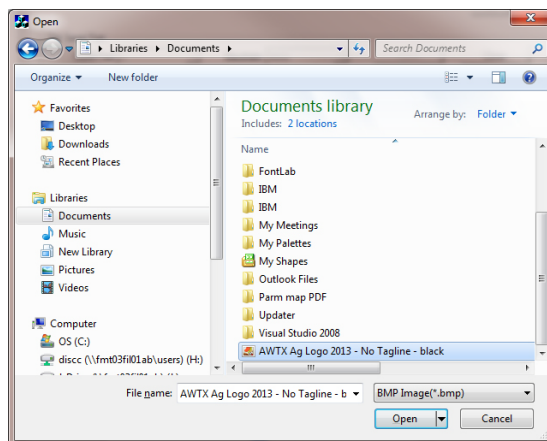 Open
Libraries Documents
Search Documents
Organize New folder
Favorites
Desktop
Downloads
Recent Places
Libraries
Documents
Music
New Library
Pictures
Videos
Computer
OS (C:)
discc (\\fmt03fil01ab\users) (H:)
Documents library
Includes: 2 locations
Arrange by: Folder
Name
FontLab
IBM
IBM
My Meetings
My Palettes
My Shapes
Outlook Files
Parm map PDF
Updater
Visual Studio 2008
AWTX Ag Logo 2013 - No Tagline - black
File name: AWTX Ag Logo 2013 - No Tagline - b
BMP Image(*.bmp)
Open Cancel